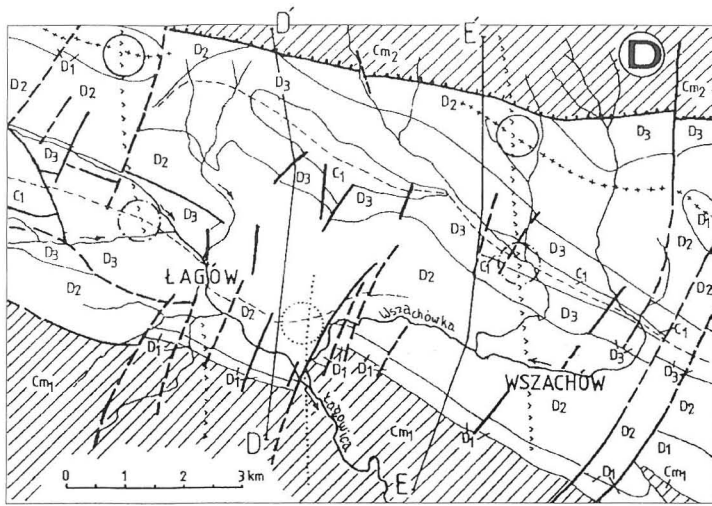 D´ E´
D
Cm₂ Cm₂
D₁ D₂ D₃ D₂ D₃ D₃
D₂ D₂
D₃ D₂ C₁ D₃ D₁
C₁ D₃ D₃ D₂
D₃ D₃ C₁ C₁
ŁAGÓW D₂
D₂ D₂ Wszachówka D₃ C₁
D₁ D₁ D₁ D₃ D₃
WSZACHÓW
Cm₁ D₁ D₂ D₂ D₂
Łagowica Cm₁
D E D₁ D₁ D₁ Cm₁
0 1 2 3 km